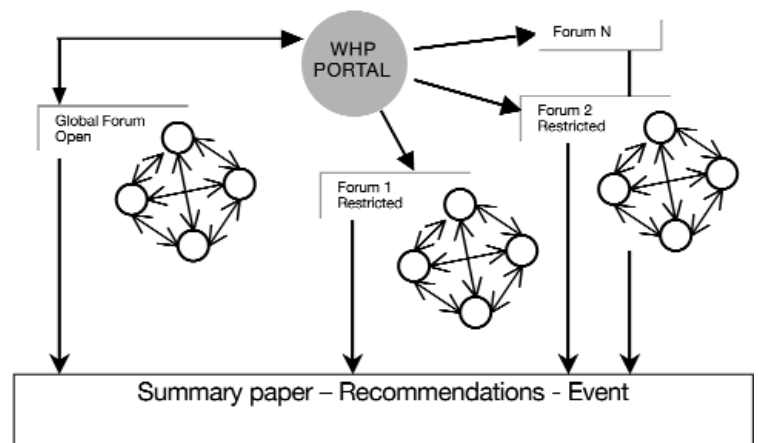 WHP
PORTAL
Forum N
Global Forum
Open
Forum 2
Restricted
Forum 1
Restricted
Summary paper – Recommendations - Event